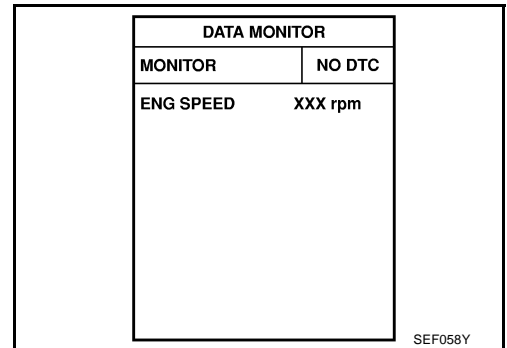 DATA MONITOR
MONITOR NO DTC
ENG SPEED XXX rpm
SEF058Y